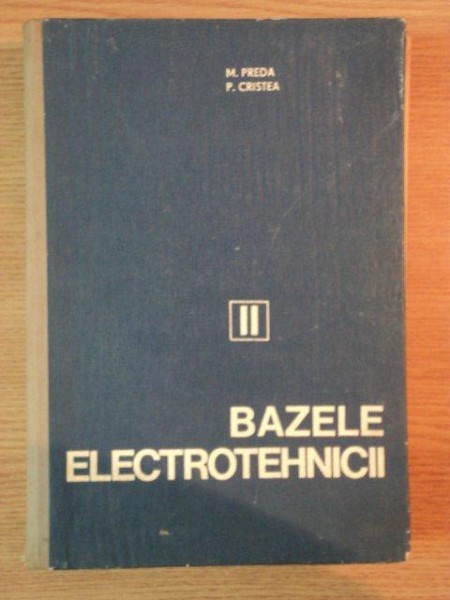 M. PREDA
P. CRISTEA
II
BAZELE
ELECTROTEHNICII